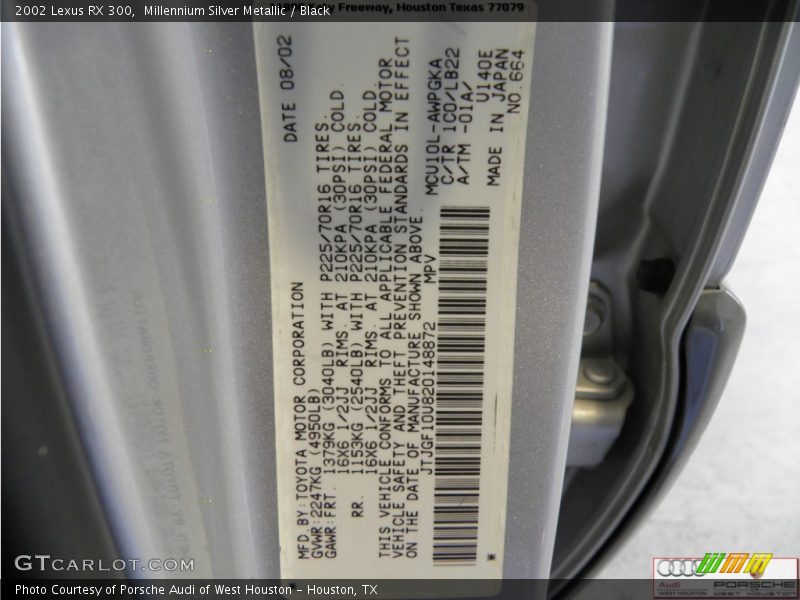 2002 Lexus RX 300,  Millennium Silver Metallic / Black
Freeway, Houston Texas 77079
DATE 08/02
MFD.BY:TOYOTA MOTOR CORPORATION
GVWR:2247KG (4950LB)
GAWR:FRT. 1379KG (3040LB) WITH P225/70R16 TIRES.
16X6 1/2JJ RIMS. AT 210KPA (30PSI) COLD.
RR. 1153KG (2540LB) WITH P225/70R16 TIRES.
16X6 1/2JJ RIMS. AT 210KPA (30PSI) COLD.
THIS VEHICLE CONFORMS TO ALL APPLICABLE FEDERAL MOTOR
VEHICLE SAFETY AND THEFT PREVENTION STANDARDS IN EFFECT
ON THE DATE OF MANUFACTURE SHOWN ABOVE.
JTJGF10U820148872 MPV
MCU10L-AWPGKA
C/TR 1C0/LB22
A/TM -01A/
U140E
MADE IN JAPAN
NO.664
*
*
GTCARLOT.COM
Audi
PORSCHE
WEST HOUSTON
WEST HOUSTON
Photo Courtesy of Porsche Audi of West Houston - Houston, TX